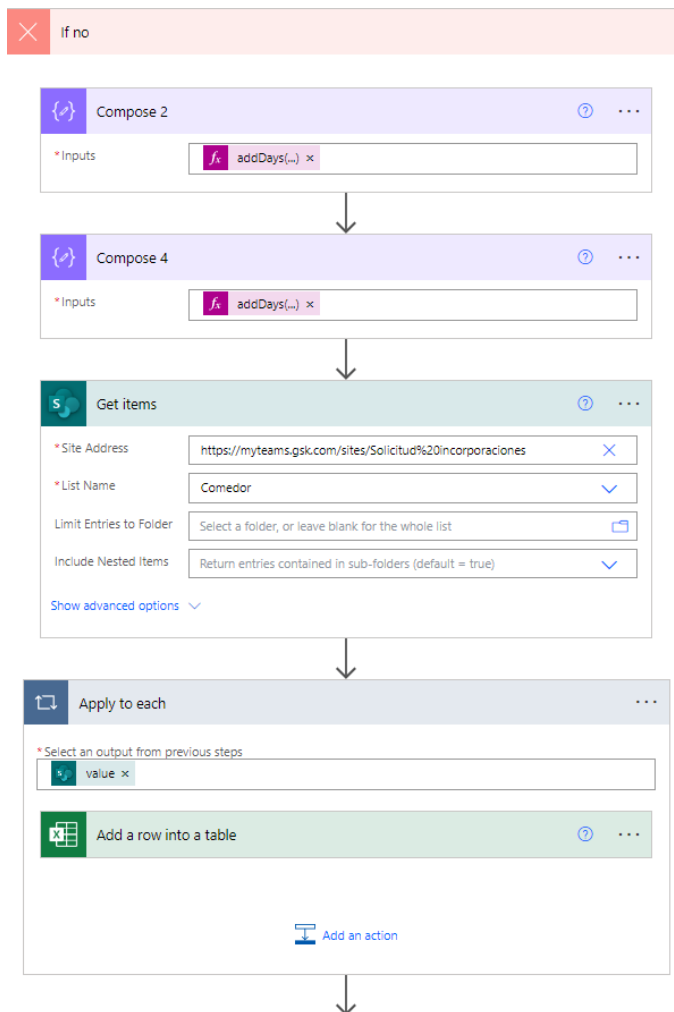 If no
Compose 2
*Inputs
fx addDays(...) ×
Compose 4
*Inputs
fx addDays(...) ×
S Get items
*Site Address https://myteams.gsk.com/sites/Solicitud%20incorporaciones
*List Name Comedor
Limit Entries to Folder Select a folder, or leave blank for the whole list
Include Nested Items Return entries contained in sub-folders (default = true)
Show advanced options
Apply to each
*Select an output from previous steps
S value ×
X Add a row into a table
Add an action